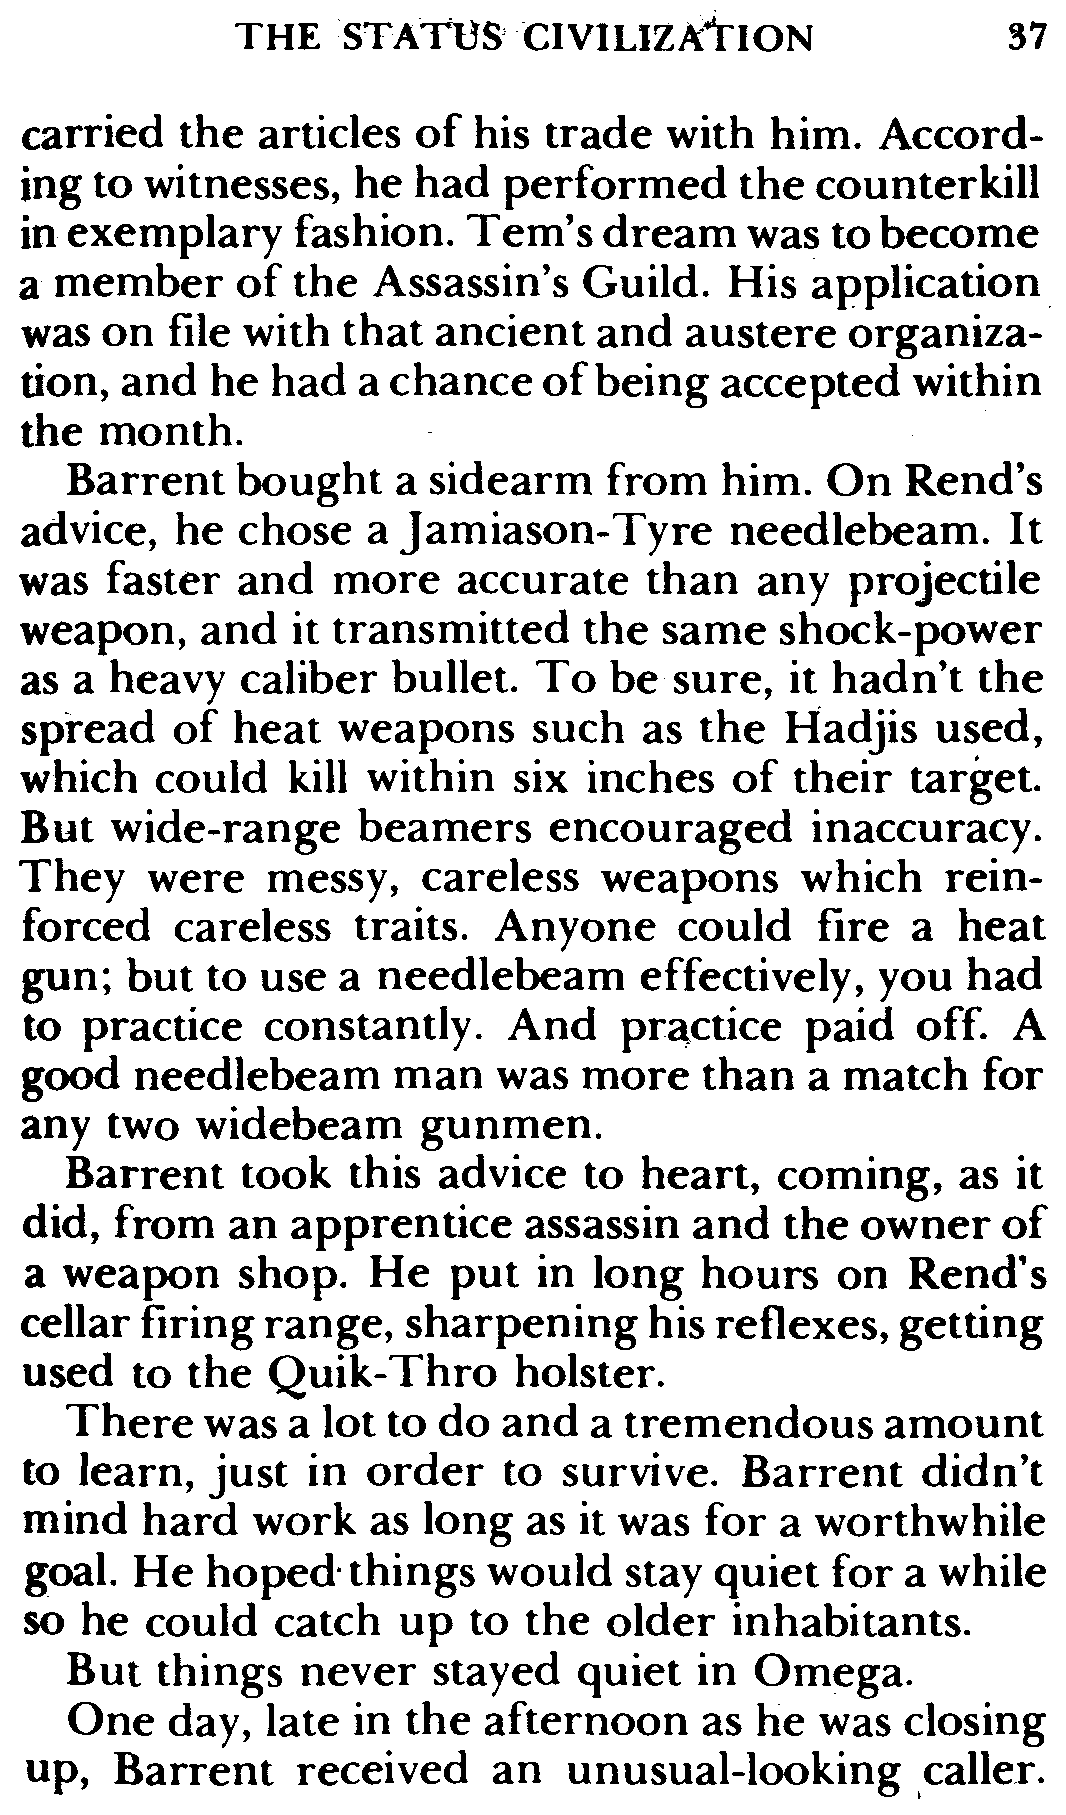 THE STATUS CIVILIZATION 37
carried the articles of his trade with him. Accord-
ing to witnesses, he had performed the counterkill
in exemplary fashion. Tem's dream was to become
a member of the Assassin's Guild. His application
was on file with that ancient and austere organiza-
tion, and he had a chance of being accepted within
the month.
Barrent bought a sidearm from him. On Rend's
advice, he chose a Jamiason-Tyre needlebeam. It
was faster and more accurate than any projectile
weapon, and it transmitted the same shock-power
as a heavy caliber bullet. To be sure, it hadn't the
spread of heat weapons such as the Hadjis used,
which could kill within six inches of their target.
But wide-range beamers encouraged inaccuracy.
They were messy, careless weapons which rein-
forced careless traits. Anyone could fire a heat
gun; but to use a needlebeam effectively, you had
to practice constantly. And practice paid off. A
good needlebeam man was more than a match for
any two widebeam gunmen.
Barrent took this advice to heart, coming, as it
did, from an apprentice assassin and the owner of
a weapon shop. He put in long hours on Rend's
cellar firing range, sharpening his reflexes, getting
used to the Quik-Thro holster.
There was a lot to do and a tremendous amount
to learn, just in order to survive. Barrent didn't
mind hard work as long as it was for a worthwhile
goal. He hoped things would stay quiet for a while
so he could catch up to the older inhabitants.
But things never stayed quiet in Omega.
One day, late in the afternoon as he was closing
up, Barrent received an unusual-looking caller.